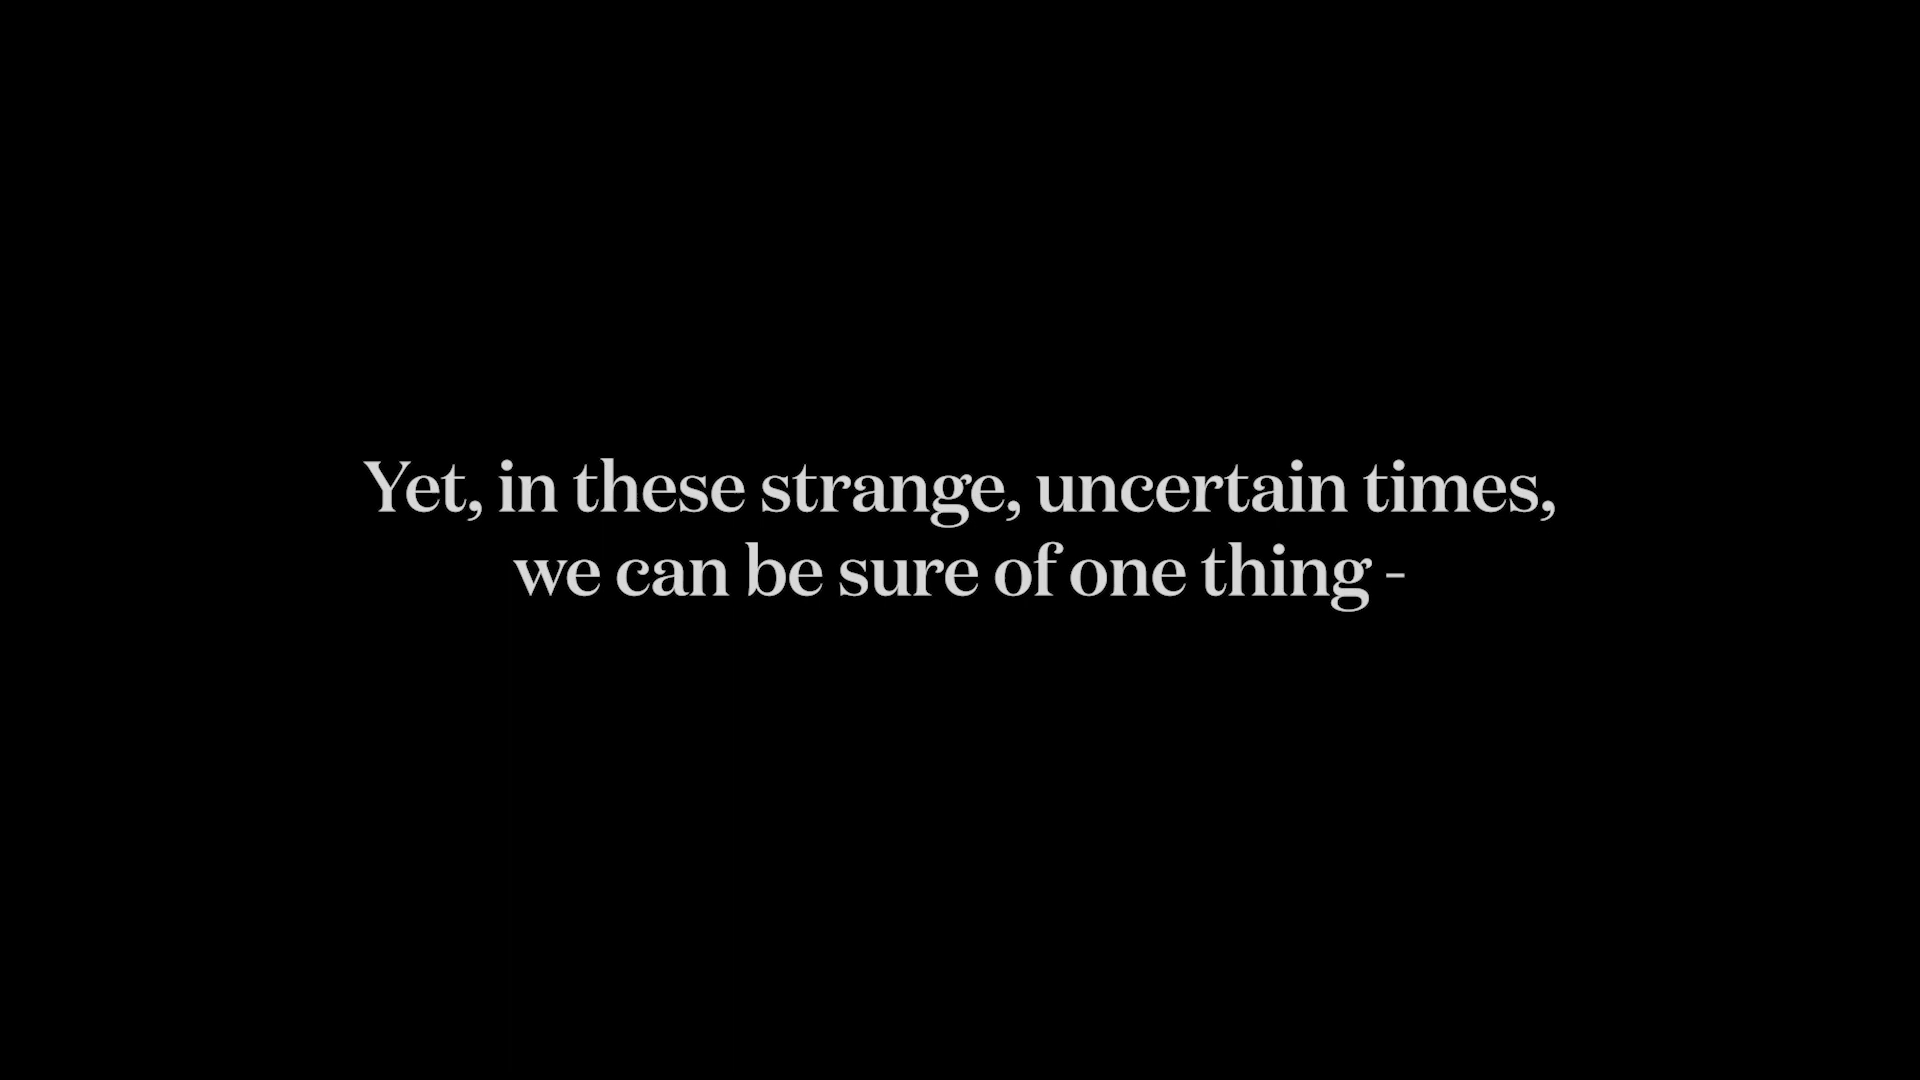 Yet, in these strange, uncertain times,
we can be sure of one thing -